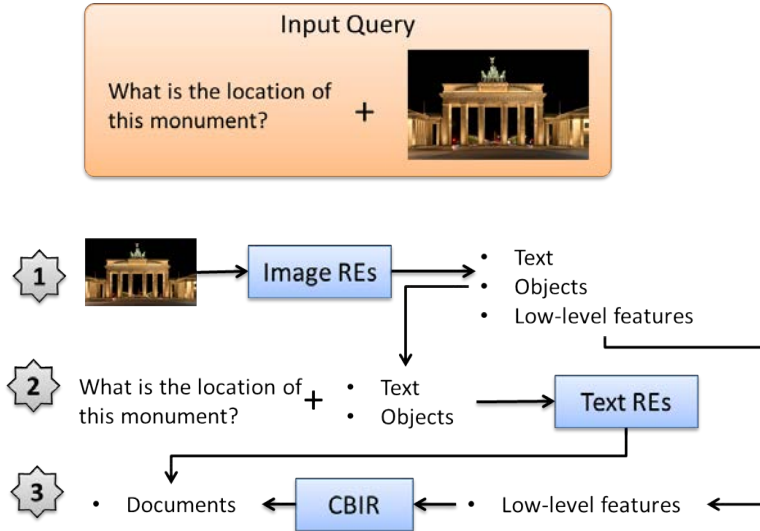 Input Query
What is the location of
this monument?
+
1
Image REs
• Text
• Objects
• Low-level features
2
What is the location of
this monument?
+
• Text
• Objects
Text REs
3
• Documents
CBIR
• Low-level features